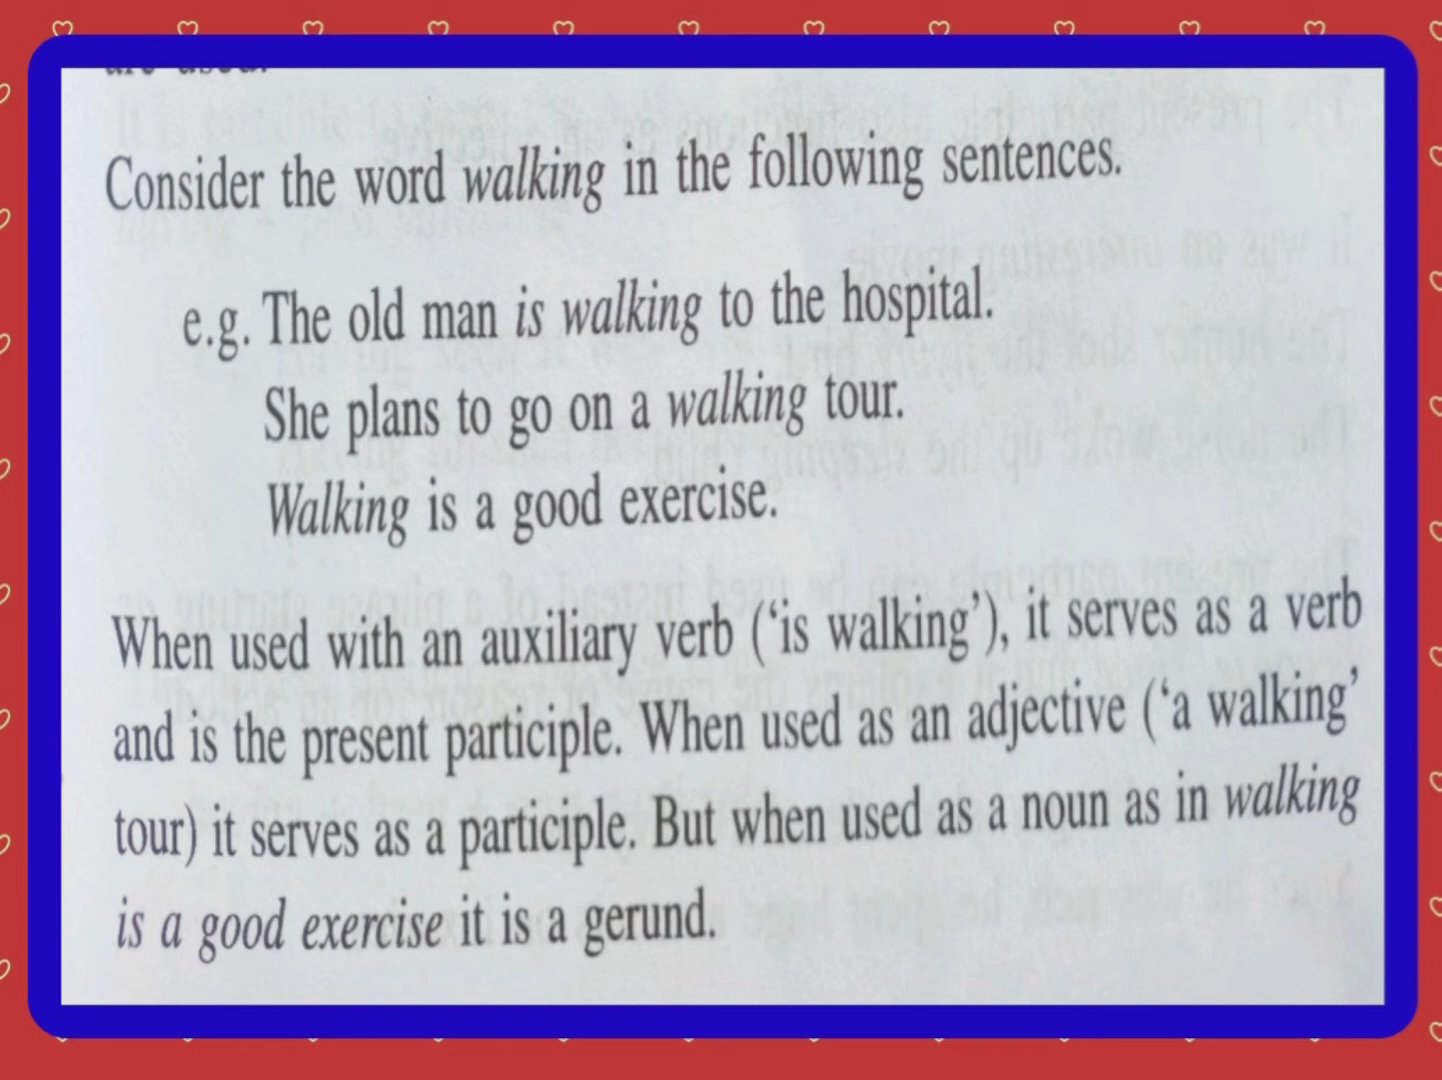 are used.
Consider the word walking in the following sentences.
e.g. The old man is walking to the hospital.
She plans to go on a walking tour.
Walking is a good exercise.
When used with an auxiliary verb (‘is walking’), it serves as a verb
and is the present participle. When used as an adjective (‘a walking’
tour) it serves as a participle. But when used as a noun as in walking
is a good exercise it is a gerund.